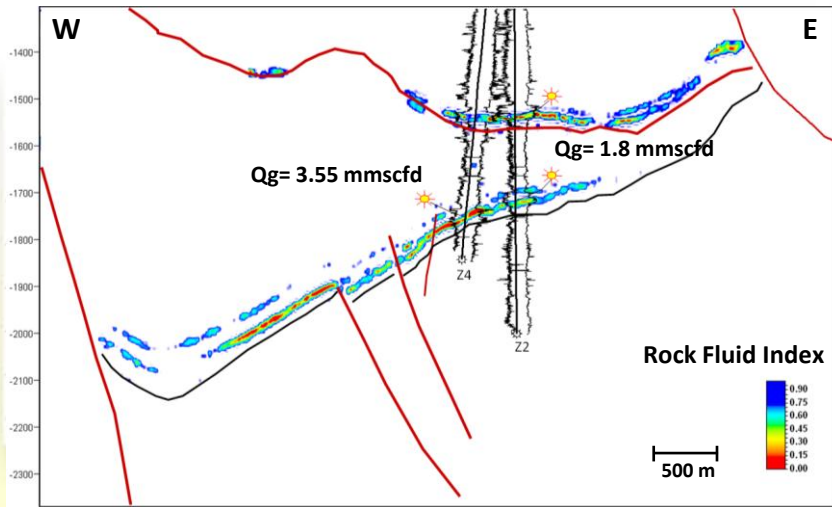 W
E
-1400
-1500
-1600
-1700
-1800
-1900
-2000
-2100
-2200
-2300
Qg= 3.55 mmscfd
Qg= 1.8 mmscfd
Z4
Z2
Rock Fluid Index
0.90
0.75
0.60
0.45
0.30
0.15
0.00
500 m